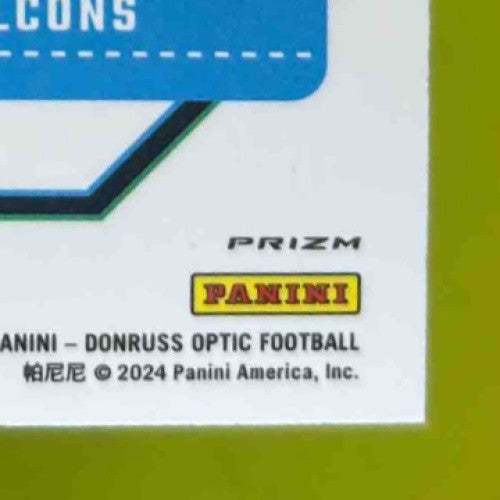 LCONS
PRIZM
PANINI
ANINI – DONRUSS OPTIC FOOTBALL
帕尼尼 © 2024 Panini America, Inc.